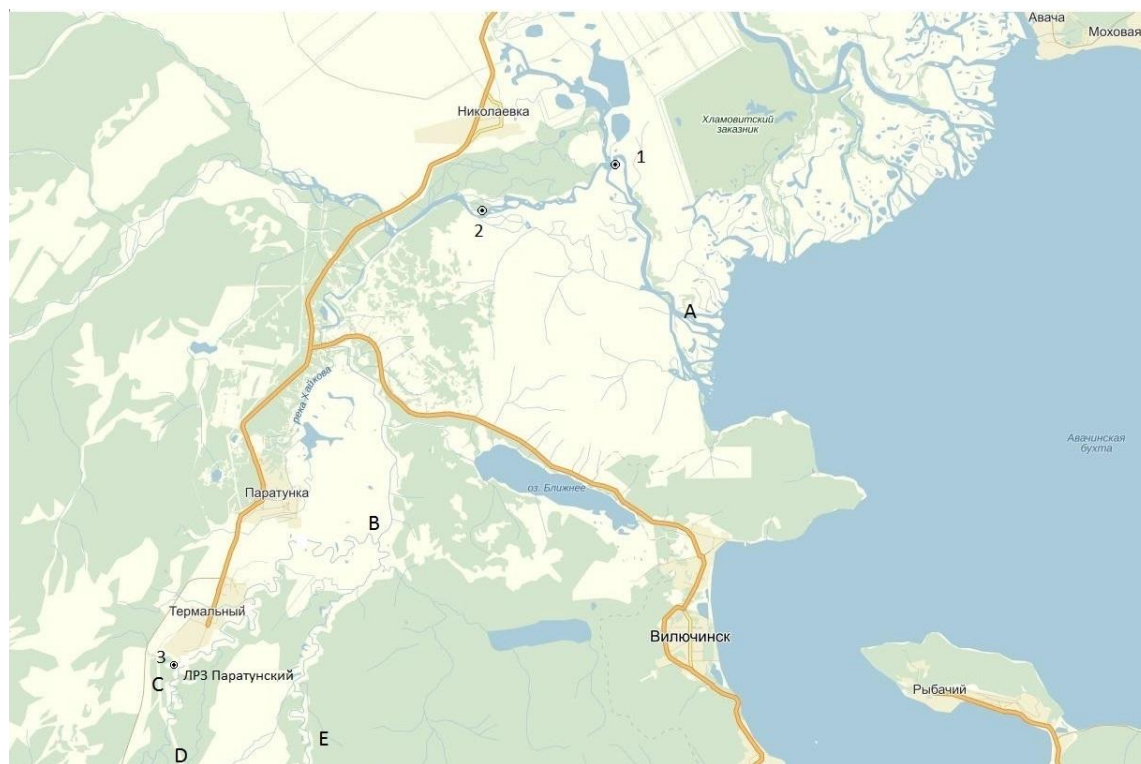 Авача
Моховая
Николаевка
Хламовитский
заказник
1
2
A
река Хайкова
Авачинская
бухта
оз. Ближнее
Паратунка
B
Термальный
Вилючинск
3
ЛРЗ Паратунский
C
Рыбачий
D
E